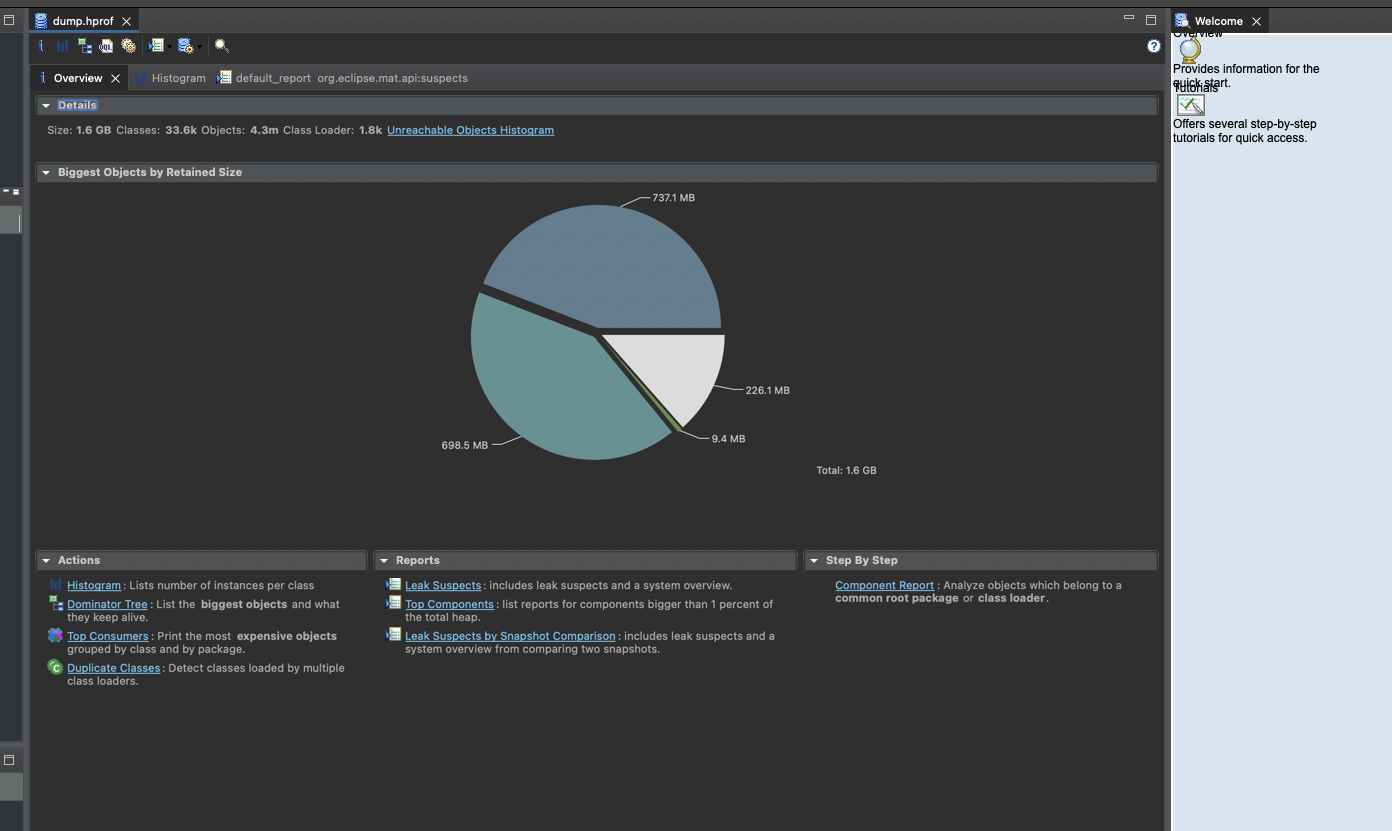 dump.hprof
Welcome
Overview
Provides information for the
quick start.
Tutorials
Offers several step-by-step
tutorials for quick access.
Overview Histogram default_report org.eclipse.mat.api:suspects
Details
Size: 1.6 GB Classes: 33.6k Objects: 4.3m Class Loader: 1.8k Unreachable Objects Histogram
Biggest Objects by Retained Size
737.1 MB
226.1 MB
9.4 MB
698.5 MB
Total: 1.6 GB
Actions
Histogram : Lists number of instances per class
Dominator Tree : List the biggest objects and what
they keep alive.
Top Consumers : Print the most expensive objects
grouped by class and by package.
Duplicate Classes : Detect classes loaded by multiple
class loaders.
Reports
Leak Suspects : includes leak suspects and a system overview.
Top Components : list reports for components bigger than 1 percent of
the total heap.
Leak Suspects by Snapshot Comparison : includes leak suspects and a
system overview from comparing two snapshots.
Step By Step
Component Report : Analyze objects which belong to a
common root package or class loader.